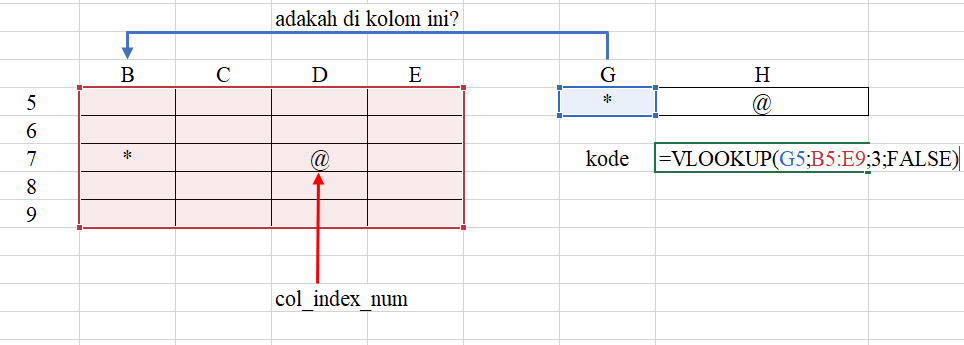 adakah di kolom ini?
B C D E G H
5 * @
6
7 * @ kode =VLOOKUP(G5;B5:E9;3;FALSE)
8
9
col_index_num